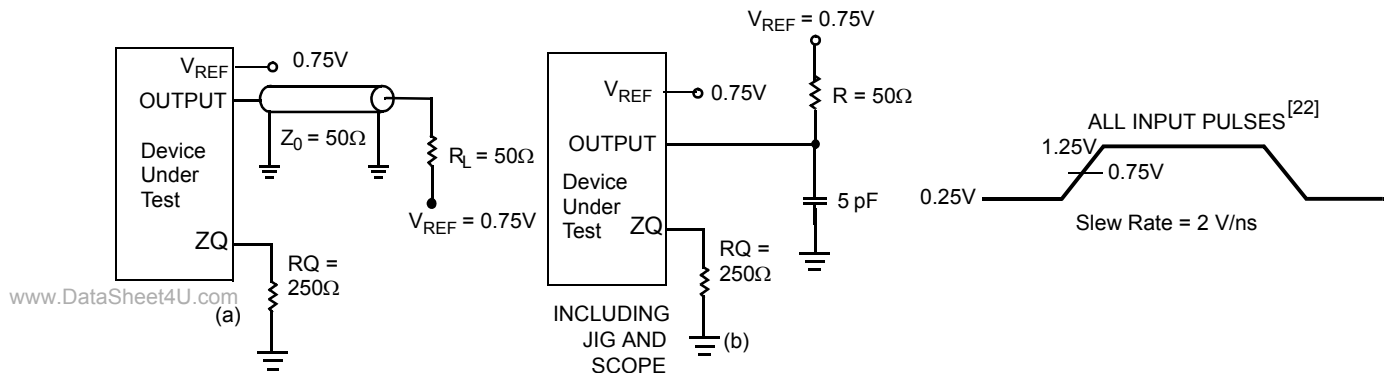 VREF
0.75V
OUTPUT
Z0 = 50Ω
Device
Under
Test
RL = 50Ω
VREF = 0.75V
ZQ
RQ =
250Ω
www.DataSheet4U.com
(a)
VREF = 0.75V
VREF
0.75V
R = 50Ω
OUTPUT
Device
Under
Test
5 pF
ZQ
RQ =
250Ω
INCLUDING
JIG AND
SCOPE
(b)
ALL INPUT PULSES[22]
1.25V
0.75V
0.25V
Slew Rate = 2 V/ns